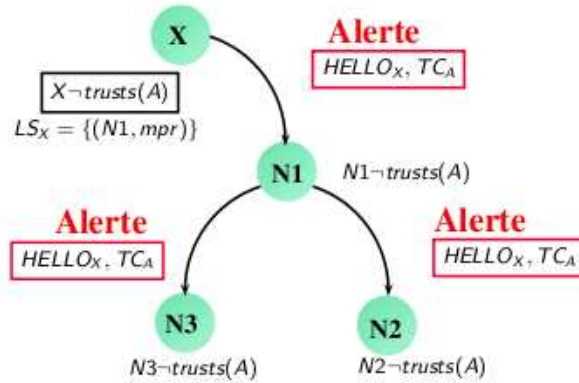 X
Alerte
HELLO_X, TC_A
X¬trusts(A)
LS_X = {(N1, mpr)}
N1
N1¬trusts(A)
Alerte
HELLO_X, TC_A
Alerte
HELLO_X, TC_A
N3
N2
N3¬trusts(A)
N2¬trusts(A)